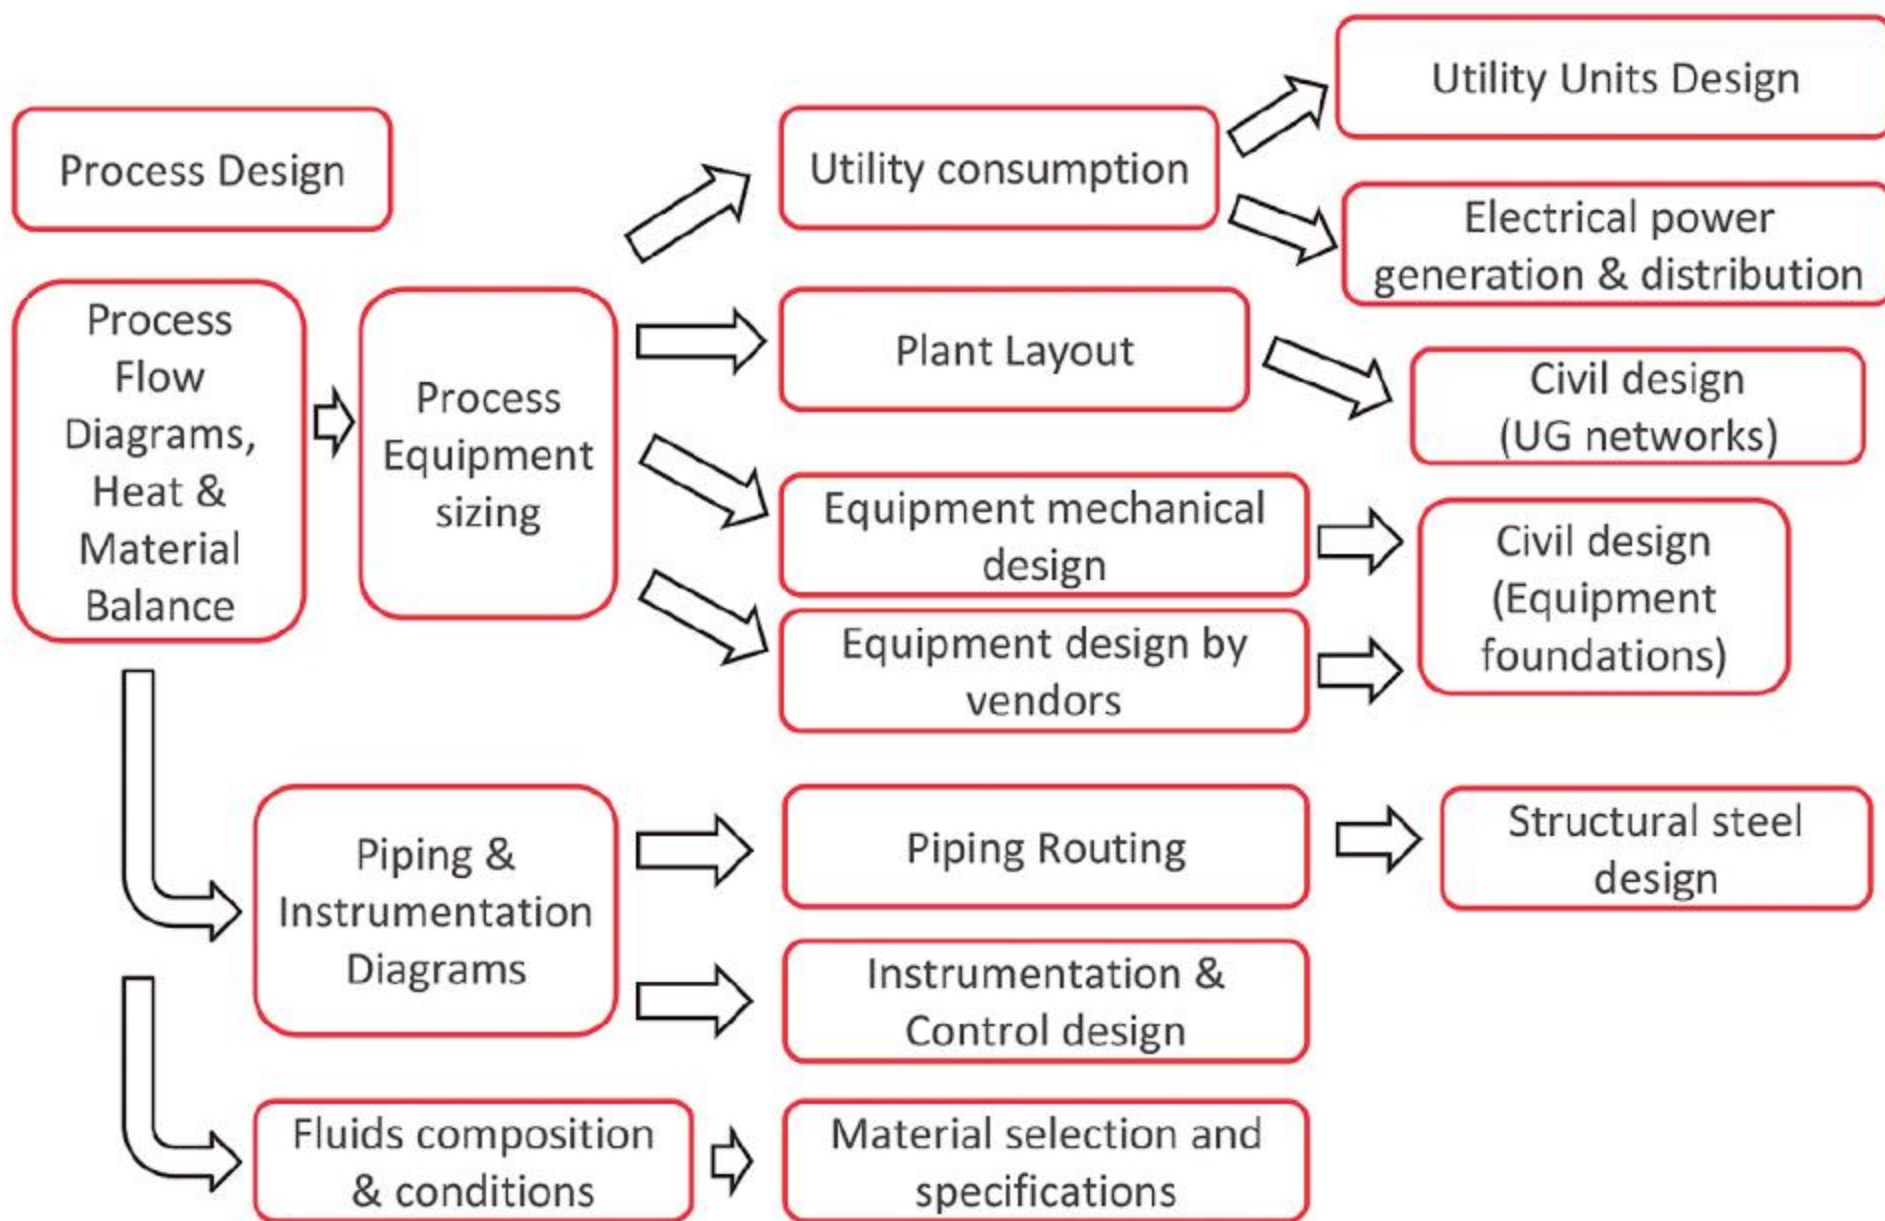 Process Design
Process
Flow
Diagrams,
Heat &
Material
Balance
Process
Equipment
sizing
Utility consumption
Utility Units Design
Electrical power
generation & distribution
Plant Layout
Civil design
(UG networks)
Equipment mechanical
design
Equipment design by
vendors
Civil design
(Equipment
foundations)
Piping &
Instrumentation
Diagrams
Piping Routing
Structural steel
design
Instrumentation &
Control design
Fluids composition
& conditions
Material selection and
specifications